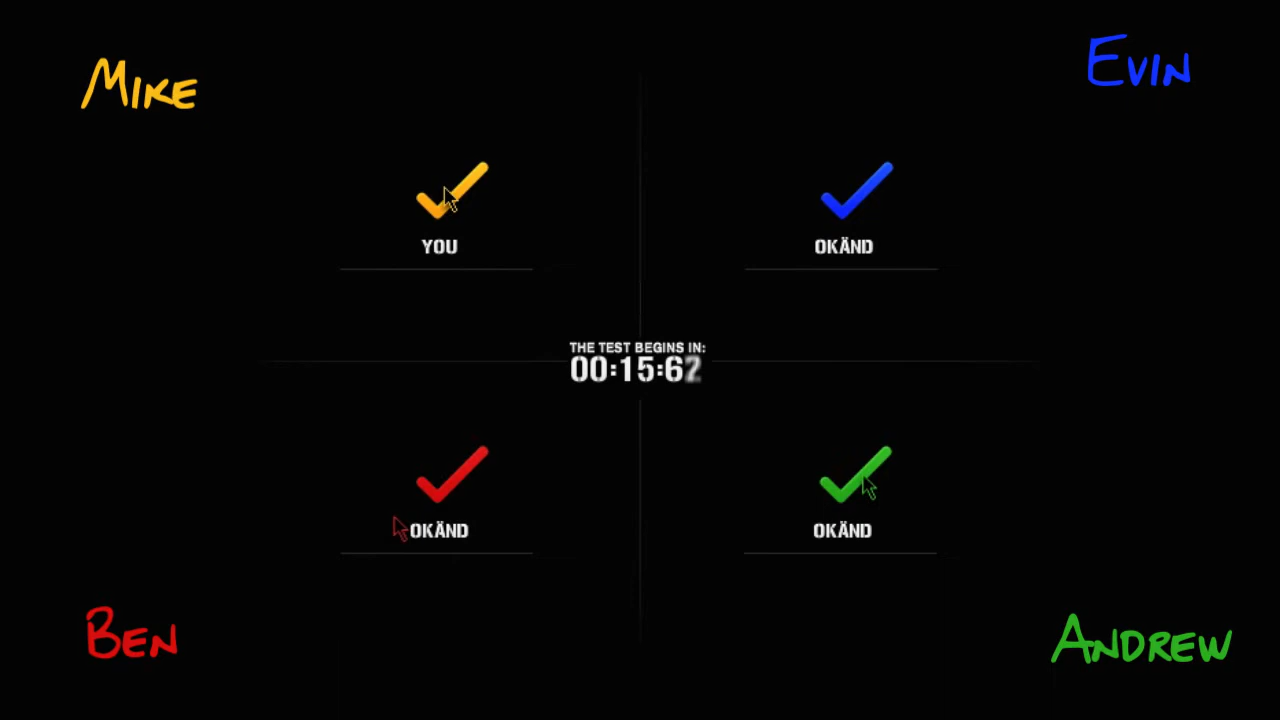 MIKE
EVIN
YOU
OKÄND
THE TEST BEGINS IN:
00:15:62
OKÄND
OKÄND
BEN
ANDREW